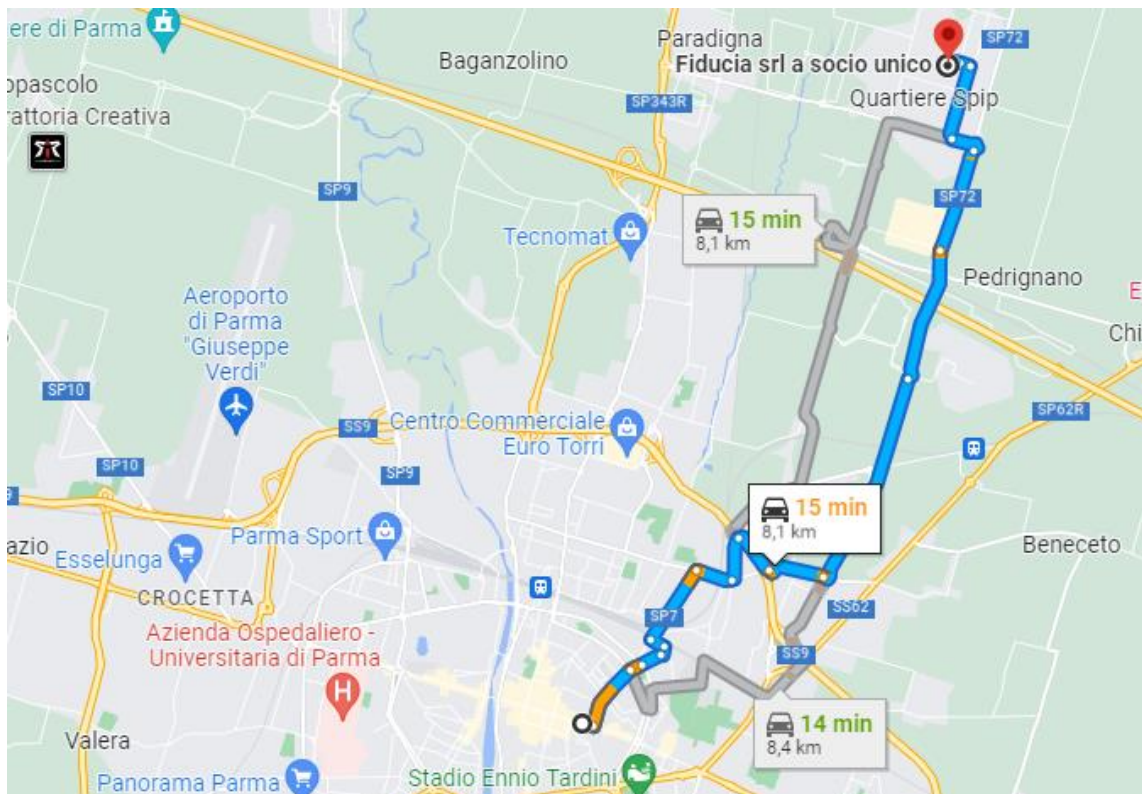 ere di Parma
SP72
Paradigna
Baganzolino
Fiducia srl a socio unico
opascolo
Quartiere Spip
SP343R
rattoria Creativa
SP9
SP72
15 min
8,1 km
Tecnomat
Pedrignano
E
Aeroporto
di Parma
"Giuseppe
Verdi"
Chi
SP10
SP62R
Centro Commerciale
Euro Torri
SS9
SP10
SP9
9
15 min
8,1 km
Parma Sport
azio
Esselunga
Beneceto
CROCETTA
SP7
SS62
Azienda Ospedaliero -
Universitaria di Parma
SS9
H
14 min
8,4 km
Valera
Panorama Parma
Stadio Ennio Tardini